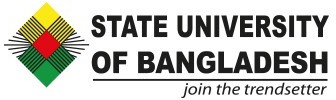 STATE UNIVERSITY
OF BANGLADESH
join the trendsetter